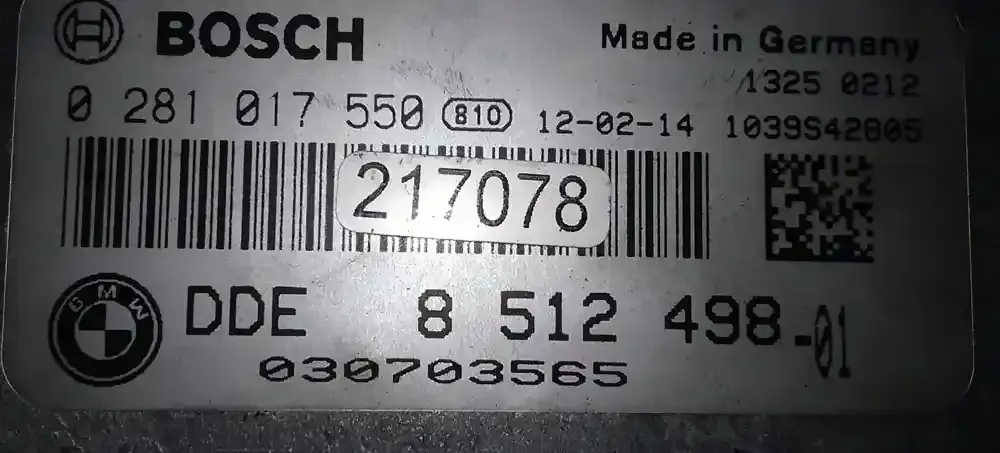 BOSCH Made in Germany
1325 0212
0 281 017 550 810 12-02-14 1039S42805
217078
BMW DDE 8 512 498-01
030703565